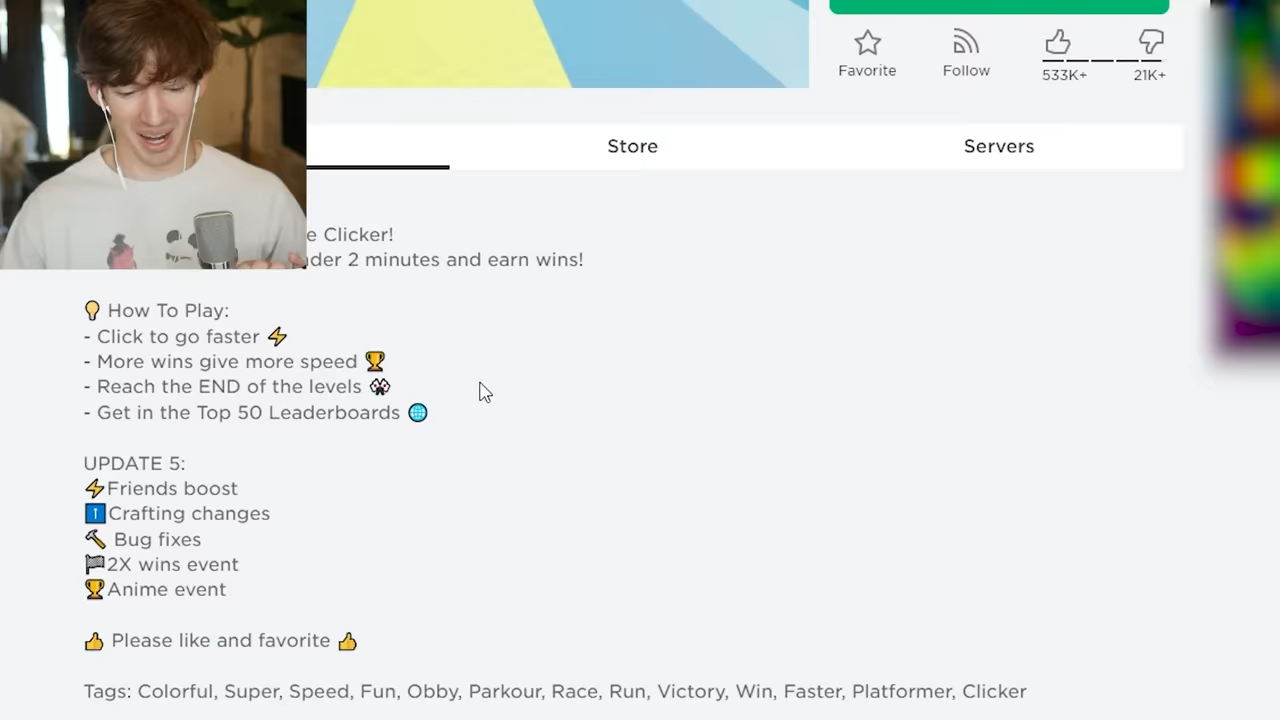 Favorite
Follow
533K+
21K+
Store
Servers
e Clicker!
der 2 minutes and earn wins!
How To Play:
- Click to go faster
- More wins give more speed
- Reach the END of the levels
- Get in the Top 50 Leaderboards
UPDATE 5:
Friends boost
Crafting changes
Bug fixes
2X wins event
Anime event
Please like and favorite
Tags: Colorful, Super, Speed, Fun, Obby, Parkour, Race, Run, Victory, Win, Faster, Platformer, Clicker